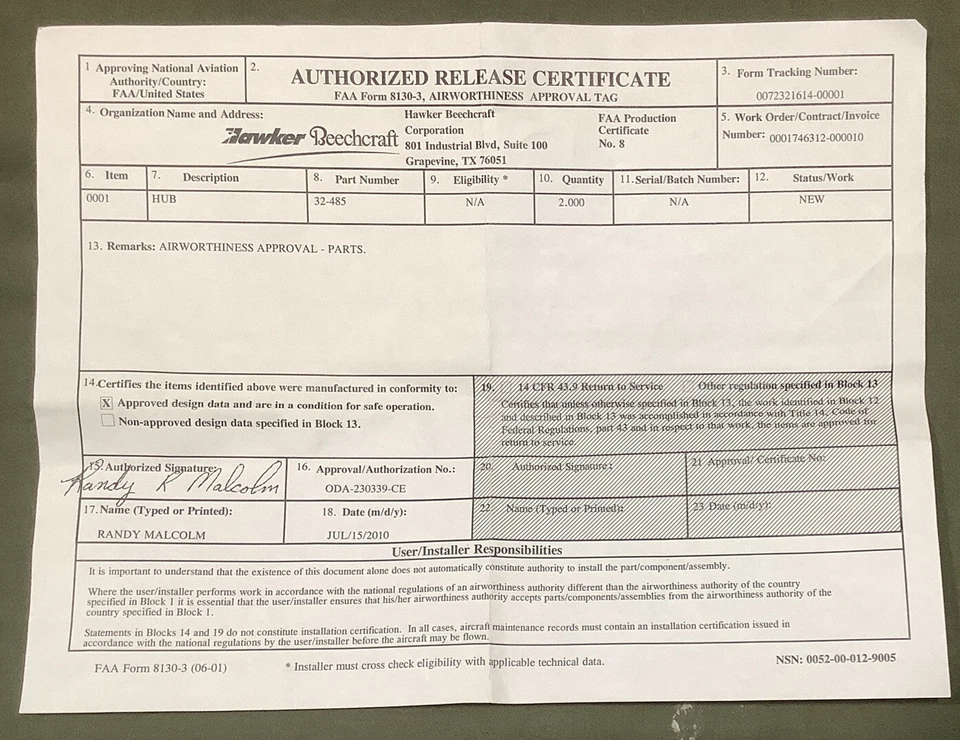 1 Approving National Aviation
Authority/Country:
FAA/United States
2.
AUTHORIZED RELEASE CERTIFICATE
FAA Form 8130-3, AIRWORTHINESS APPROVAL TAG
3. Form Tracking Number:
0072321614-00001
4. Organization Name and Address:
Hawker Beechcraft
Hawker Beechcraft
Corporation
801 Industrial Blvd, Suite 100
Grapevine, TX 76051
FAA Production
Certificate
No. 8
5. Work Order/Contract/Invoice
Number: 0001746312-000010
6. Item
7. Description
8. Part Number
9. Eligibility *
10. Quantity
11. Serial/Batch Number:
12. Status/Work
0001
HUB
32-485
N/A
2.000
N/A
NEW
13. Remarks: AIRWORTHINESS APPROVAL - PARTS.
14. Certifies the items identified above were manufactured in conformity to:
X Approved design data and are in a condition for safe operation.
Non-approved design data specified in Block 13.
19. 14 CFR 43.9 Return to Service Other regulation specified in Block 13
Certifies that unless otherwise specified in Block 13, the work identified in Block 12
and described in Block 13 was accomplished in accordance with Title 14, Code of
Federal Regulations, part 43 and in respect to that work, the items are approved for
return to service.
15. Authorized Signature:
Randy R Malcolm
16. Approval/Authorization No.:
ODA-230339-CE
20. Authorized Signature:
21 Approval/ Certificate No:
17. Name (Typed or Printed):
RANDY MALCOLM
18. Date (m/d/y):
JUL/15/2010
22. Name (Typed or Printed):
23 Date (m/d/y):
User/Installer Responsibilities
It is important to understand that the existence of this document alone does not automatically constitute authority to install the part/component/assembly.
Where the user/installer performs work in accordance with the national regulations of an airworthiness authority different than the airworthiness authority of the country
specified in Block 1 it is essential that the user/installer ensures that his/her airworthiness authority accepts parts/components/assemblies from the airworthiness authority of the
country specified in Block 1.
Statements in Blocks 14 and 19 do not constitute installation certification. In all cases, aircraft maintenance records must contain an installation certification issued in
accordance with the national regulations by the user/installer before the aircraft may be flown.
FAA Form 8130-3 (06-01)
* Installer must cross check eligibility with applicable technical data.
NSN: 0052-00-012-9005